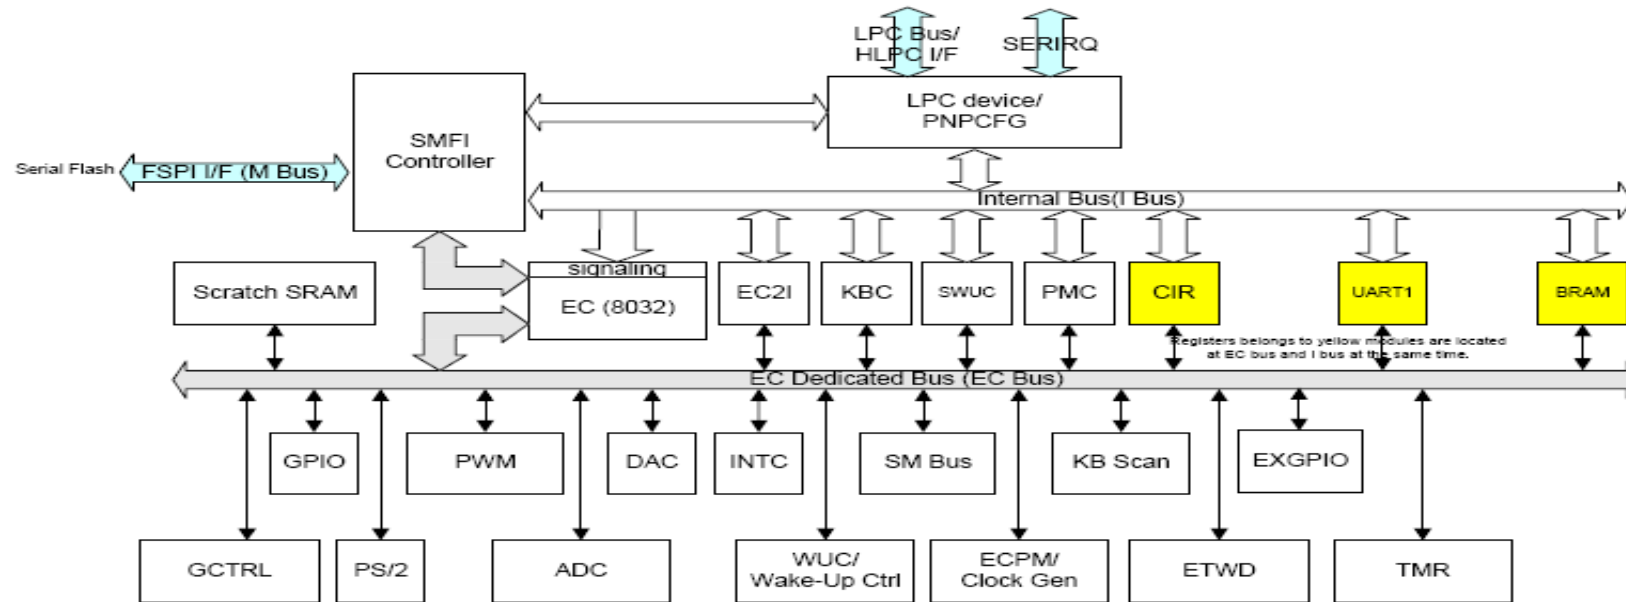 LPC Bus/
HLPC I/F
SERIRQ
LPC device/
PNPCFG
SMFI
Controller
Serial Flash
FSPI I/F (M Bus)
Internal Bus(I Bus)
signaling
EC (8032)
Scratch SRAM
EC2I
KBC
SWUC
PMC
CIR
UART1
BRAM
Registers belongs to yellow modules are located
at EC bus and I bus at the same time.
EC Dedicated Bus (EC Bus)
GPIO
PWM
DAC
INTC
SM Bus
KB Scan
EXGPIO
GCTRL
PS/2
ADC
WUC/
Wake-Up Ctrl
ECPM/
Clock Gen
ETWD
TMR